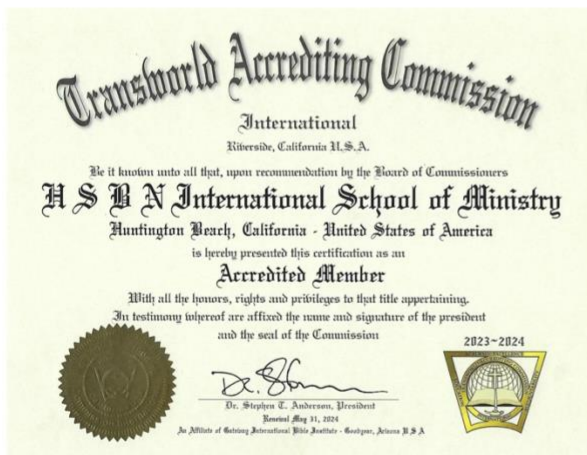 Transworld Accrediting Commission
International
Riverside, California U.S.A.
Be it known unto all that, upon recommendation by the Board of Commissioners
H S B N International School of Ministry
Huntington Beach, California - United States of America
is hereby presented this certification as an
Accredited Member
With all the honors, rights and privileges to that title appertaining.
In testimony whereof are affixed the name and signature of the president
and the seal of the Commission
2023~2024
Dr. Stephen T. Anderson, President
Renewal May 31, 2024
An Affiliate of Gateway International Bible Institute - Goodyear, Arizona U.S.A